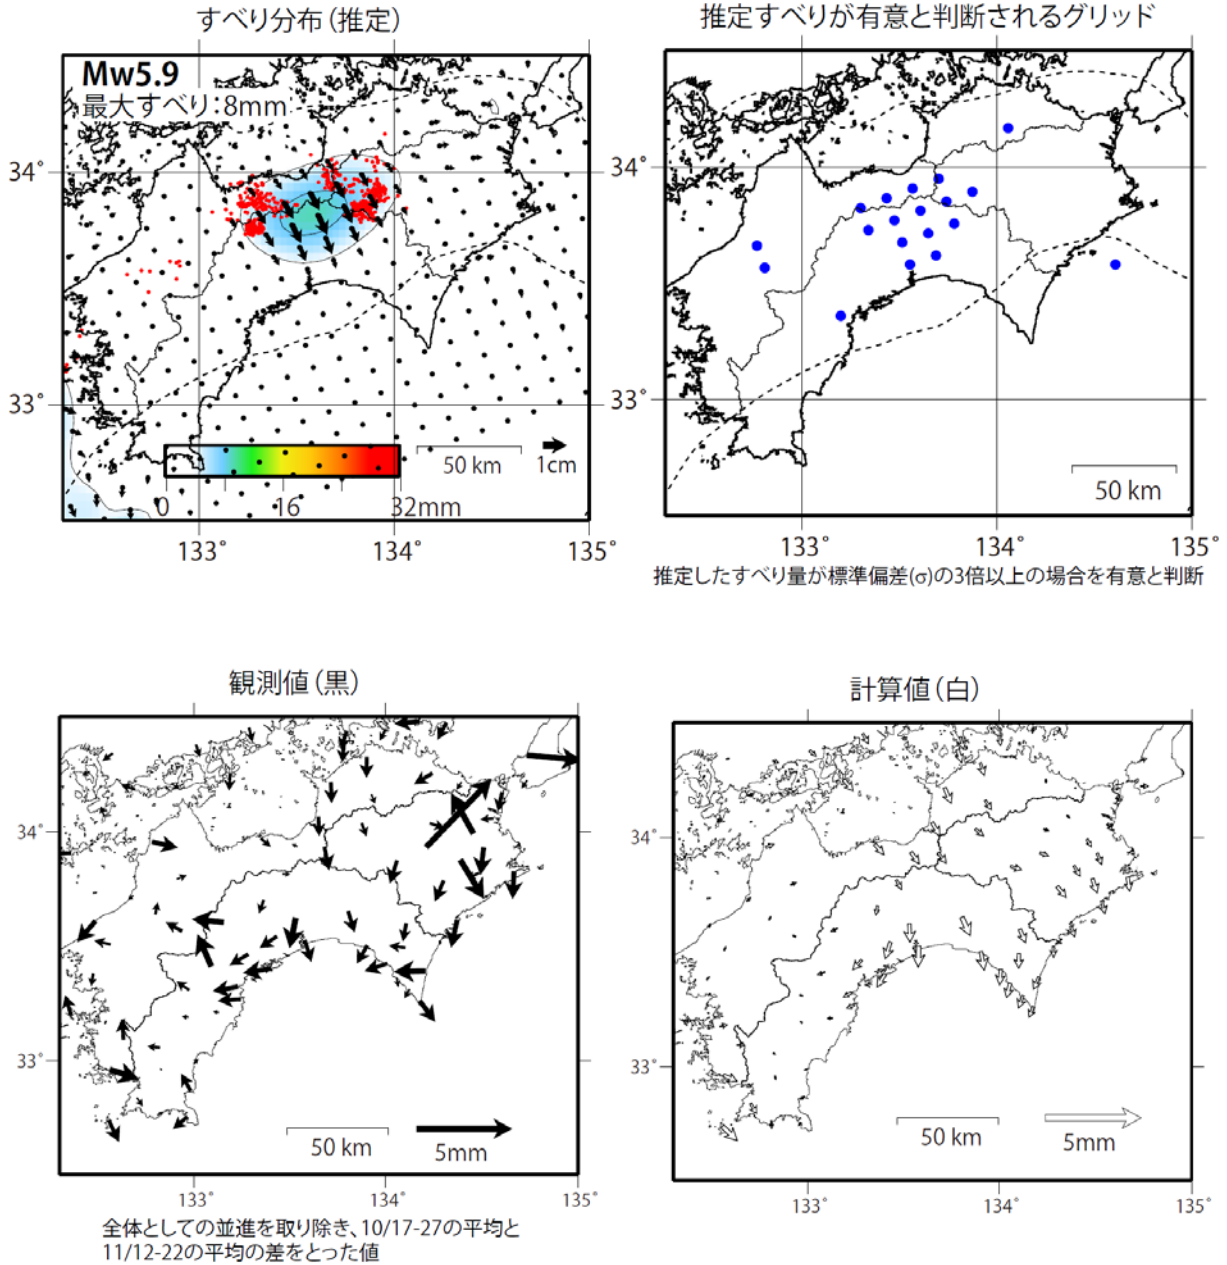 すべり分布(推定)
推定すべりが有意と判断されるグリッド
Mw5.9
最大すべり:8mm
34°
33°
50 km
1cm
0
16
32mm
133°
134°
135°
34°
33°
50 km
133°
134°
135°
推定したすべり量が標準偏差(σ)の3倍以上の場合を有意と判断
観測値(黒)
計算値(白)
34°
33°
50 km
5mm
133°
134°
135°
全体としての並進を取り除き、10/17-27の平均と
11/12-22の平均の差をとった値
34°
33°
50 km
5mm
133°
134°
135°